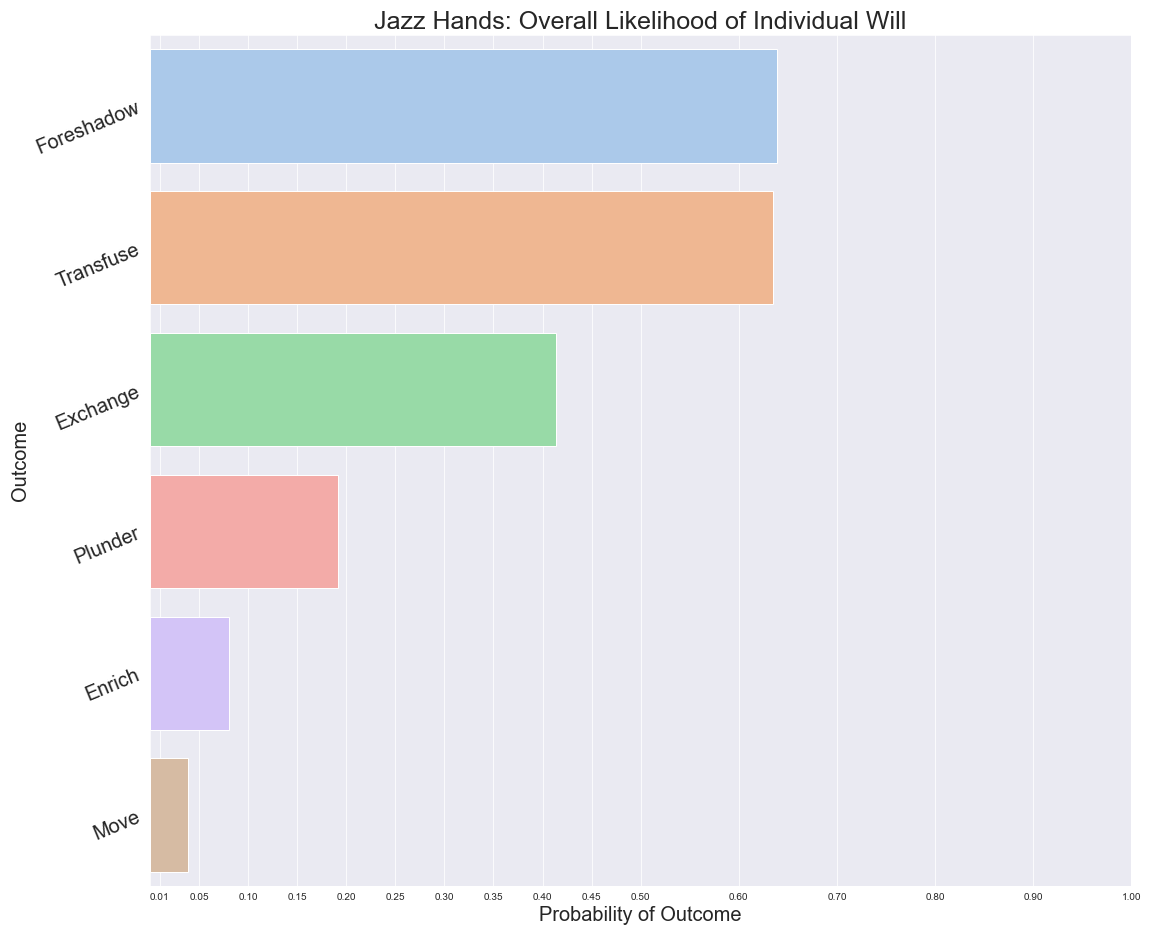 Jazz Hands: Overall Likelihood of Individual Will
Foreshadow
Transfuse
Exchange
Plunder
Enrich
Move
Outcome
0.01 0.05 0.10 0.15 0.20 0.25 0.30 0.35 0.40 0.45 0.50 0.60 0.70 0.80 0.90 1.00
Probability of Outcome